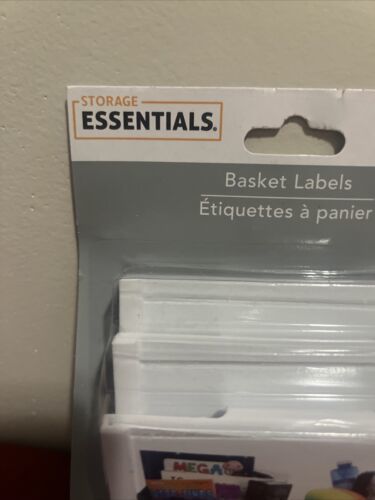 STORAGE
ESSENTIALS®
Basket Labels
Étiquettes à panier
MEGA